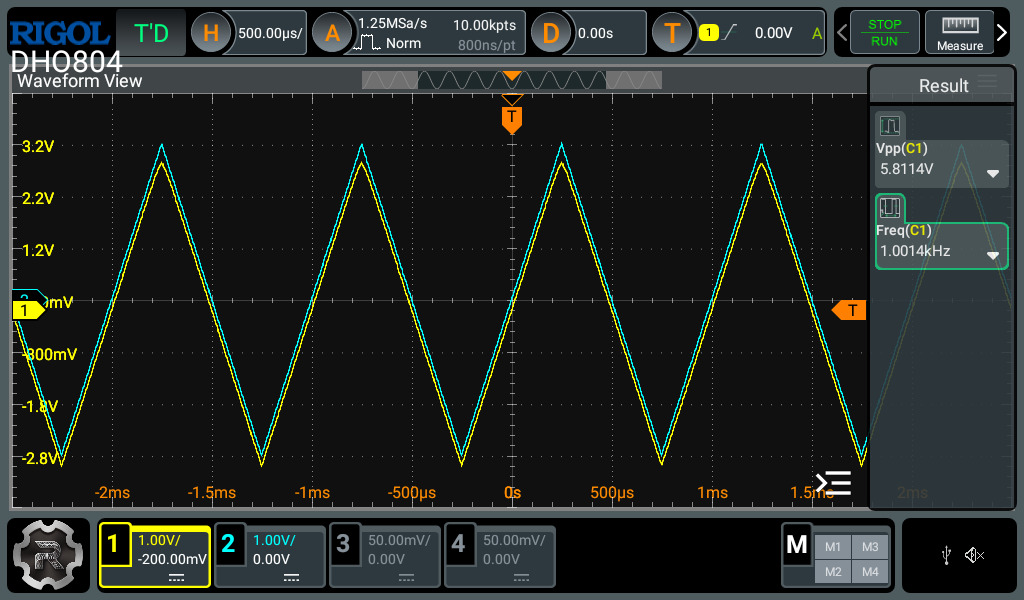 RIGOL T'D H 500.00µs/ A 1.25MSa/s 10.00kpts D 0.00s T 1 0.00V A STOP
Norm 800ns/pt RUN Measure
DHO804
Waveform View
Result
T
3.2V
Vpp(C1)
5.8114V
2.2V
Freq(C1)
1.2V
1.0014kHz
mV
1 T
-800mV
-1.8V
-2.8V
-2ms -1.5ms -1ms -500µs 0s 500µs 1ms 1.5ms 2ms
1 1.00V/ 2 1.00V/ 3 50.00mV/ 4 50.00mV/ M M1 M3
-200.00mV 0.00V 0.00V 0.00V M2 M4
R